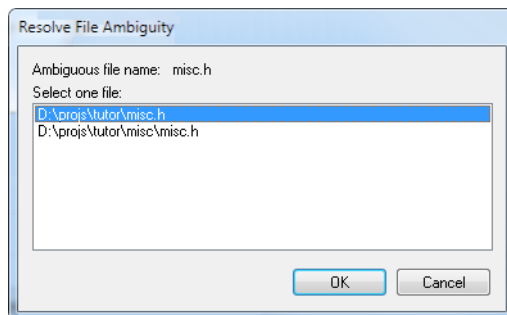 Resolve File Ambiguity
Ambiguous file name: misc.h
Select one file:
D:\projs\tutor\misc.h
D:\projs\tutor\misc\misc.h
OK Cancel